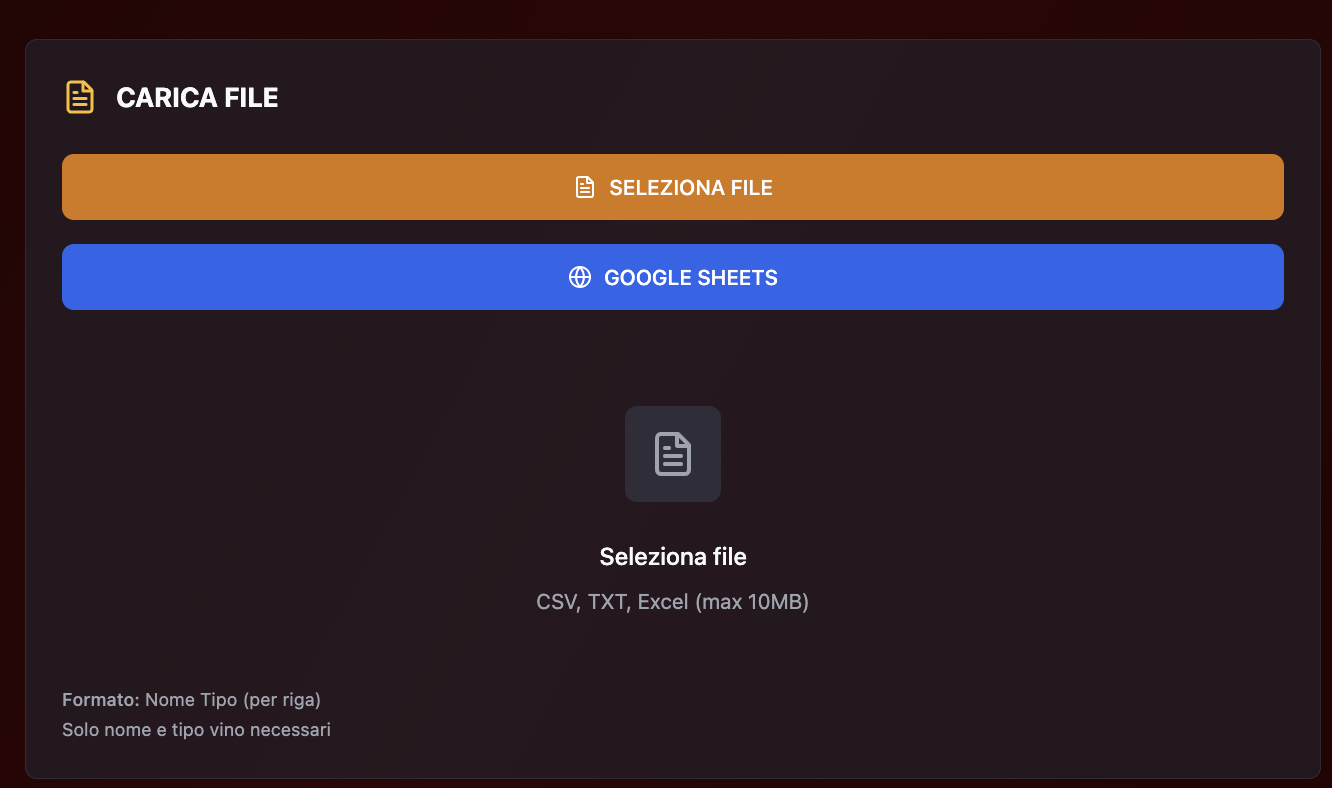 CARICA FILE
SELEZIONA FILE
GOOGLE SHEETS
Seleziona file
CSV, TXT, Excel (max 10MB)
Formato: Nome Tipo (per riga)
Solo nome e tipo vino necessari